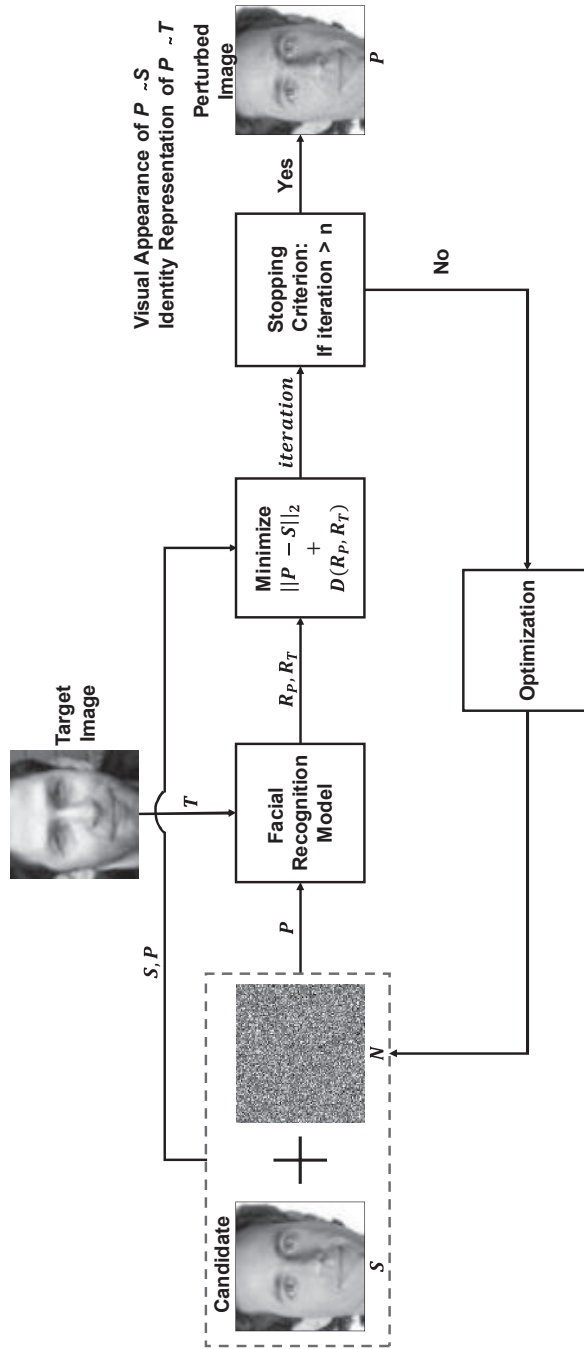 Candidate
S
N
S, P
P
Target
Image
T
Facial
Recognition
Model
R_P, R_T
Minimize
||P − S||_2
+
D(R_P, R_T)
iteration
Stopping
Criterion:
If iteration > n
Yes
No
Optimization
Visual Appearance of P ~S
Identity Representation of P ~ T
Perturbed
Image
P